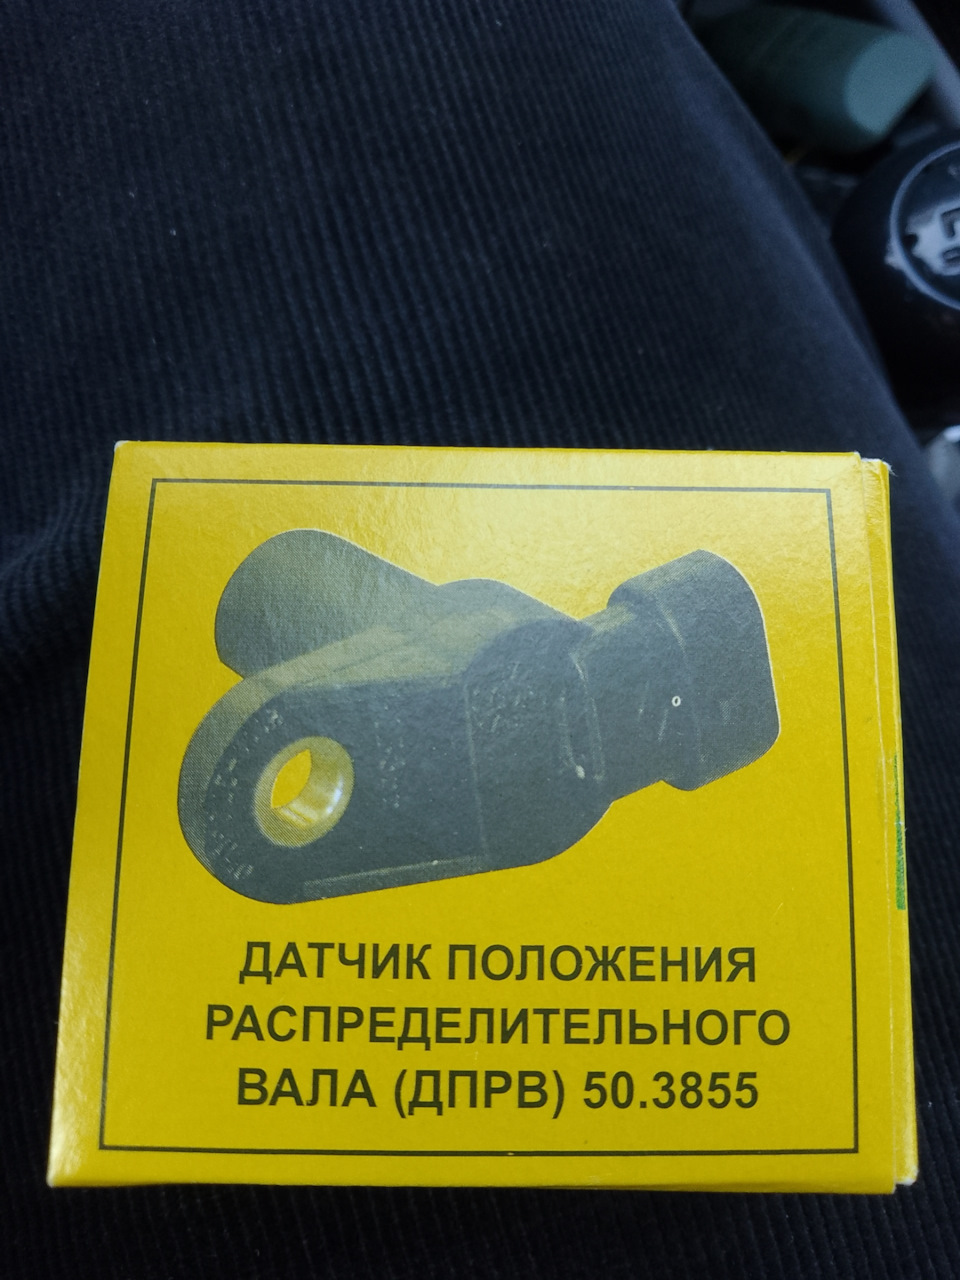 ДАТЧИК ПОЛОЖЕНИЯ
РАСПРЕДЕЛИТЕЛЬНОГО
ВАЛА (ДПРВ) 50.3855